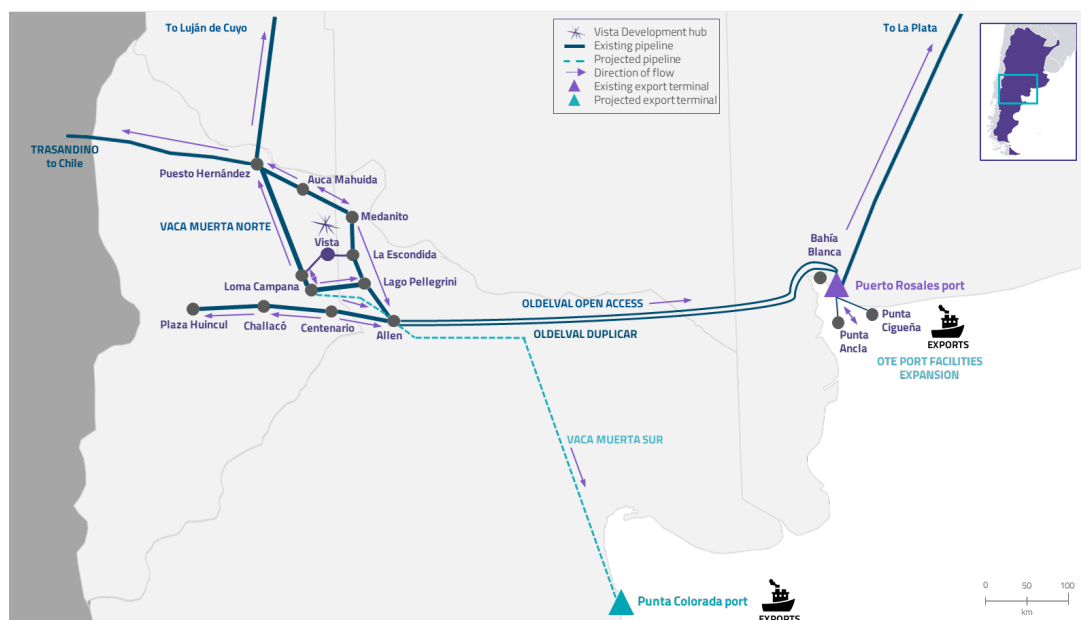 To Luján de Cuyo
To La Plata
Vista Development hub
Existing pipeline
Projected pipeline
Direction of flow
Existing export terminal
Projected export terminal
TRASANDINO
to Chile
Puesto Hernández
Auca Mahuida
Medanito
VACA MUERTA NORTE
Vista
La Escondida
Loma Campana
Lago Pellegrini
Plaza Huincul
Challacó
Centenario
Allen
OLDELVAL OPEN ACCESS
OLDELVAL DUPLICAR
Bahía
Blanca
Puerto Rosales port
Punta
Cigueña
Punta
Ancla
EXPORTS
OTE PORT FACILITIES
EXPANSION
VACA MUERTA SUR
Punta Colorada port
EXPORTS
0 50 100
km